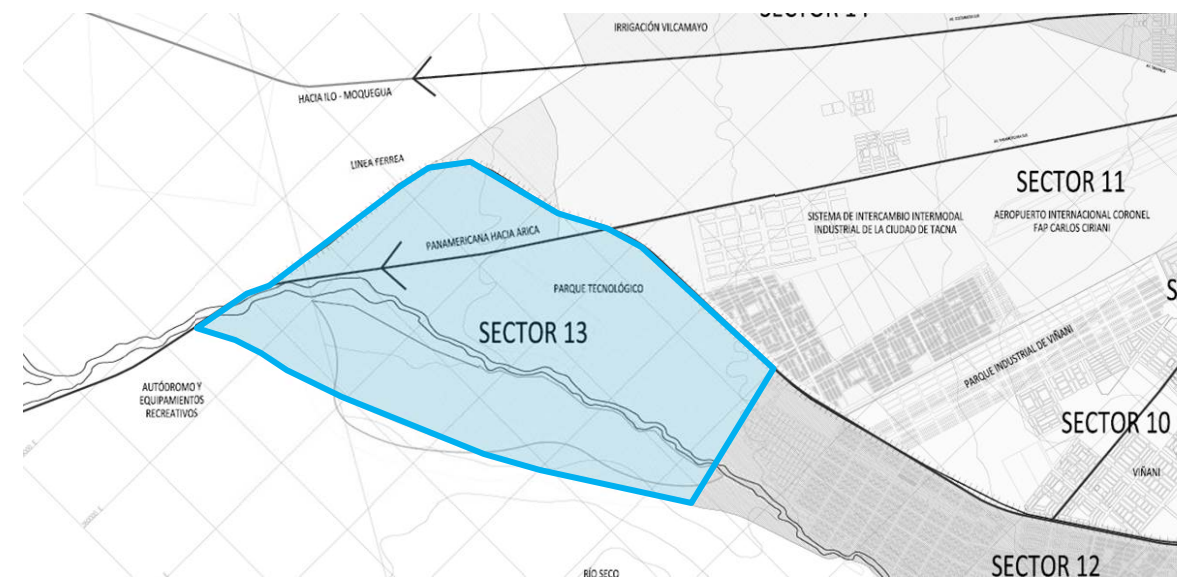 SECTOR 14
IRRIGACIÓN VILCAMAYO
HACIA ILO - MOQUEGUA
LINEA FERREA
SECTOR 11
SISTEMA DE INTERCAMBIO INTERMODAL
INDUSTRIAL DE LA CIUDAD DE TACNA
AEROPUERTO INTERNACIONAL CORONEL
FAP CARLOS CIRIANI
PANAMERICANA HACIA ARICA
PARQUE TECNOLÓGICO
S
SECTOR 13
PARQUE INDUSTRIAL DE VIÑANI
AUTÓDROMO Y
EQUIPAMIENTOS
RECREATIVOS
SECTOR 10
VIÑANI
SECTOR 12
RÍO SECO